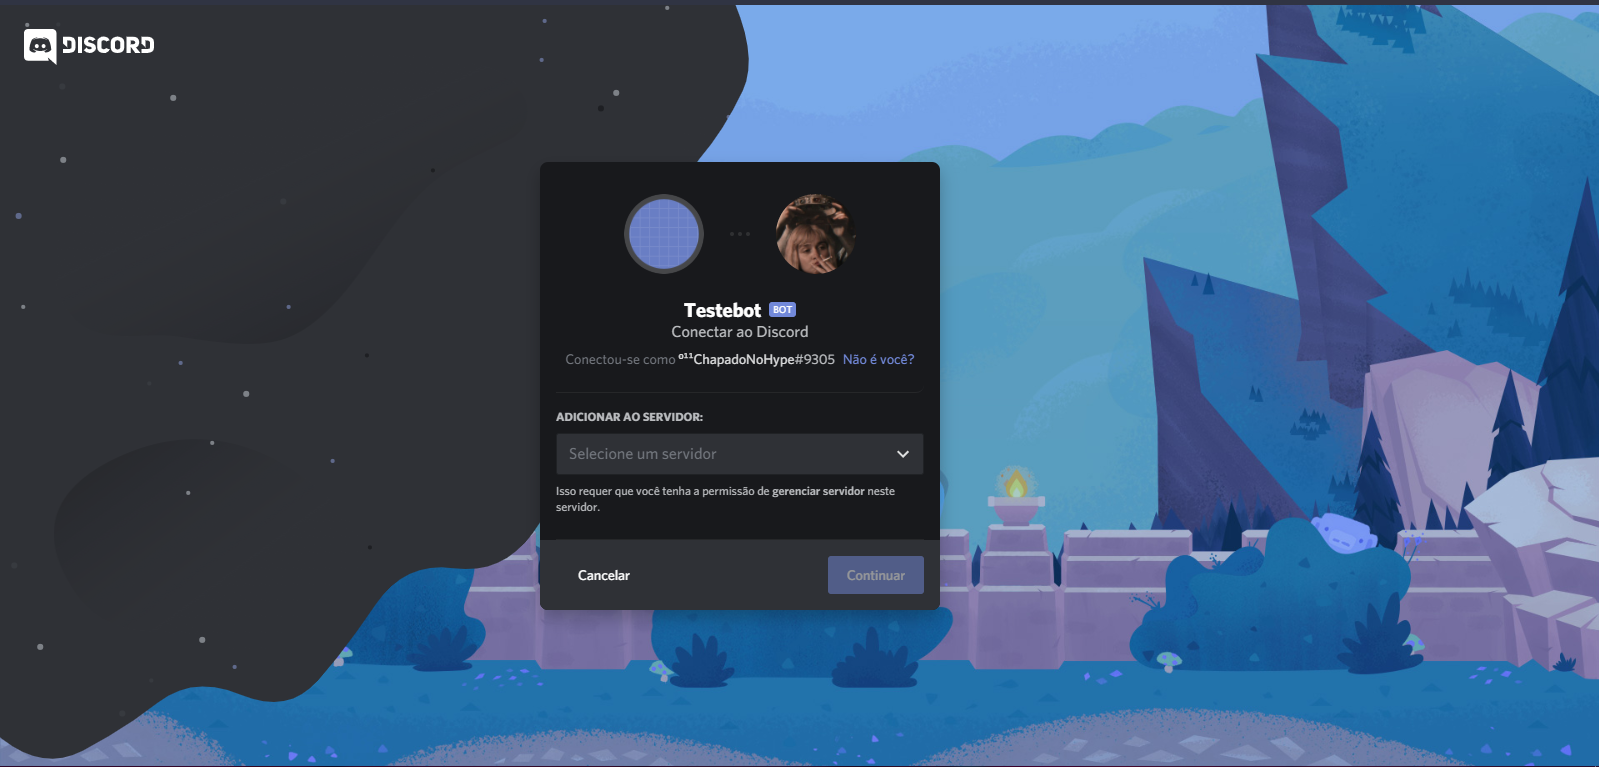 DISCORD
Testebot BOT
Conectar ao Discord
Conectou-se como º¹¹ChapadoNoHype#9305 Não é você?
ADICIONAR AO SERVIDOR:
Selecione um servidor
Isso requer que você tenha a permissão de gerenciar servidor neste
servidor.
Cancelar
Continuar